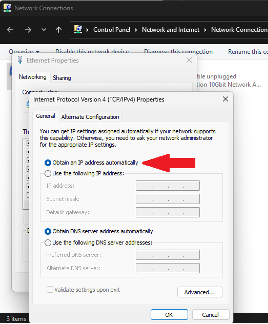 Network Connections
Control Panel > Network and Internet > Network Connections
Organize
Disable this network device
Diagnose this connection
Rename this conn
Ethernet Properties
Networking Sharing
Internet Protocol Version 4 (TCP/IPv4) Properties
General Alternate Configuration
You can get IP settings assigned automatically if your network supports
this capability. Otherwise, you need to ask your network administrator
for the appropriate IP settings.
Obtain an IP address automatically
Use the following IP address:
IP address:
Subnet mask:
Default gateway:
Obtain DNS server address automatically
Use the following DNS server addresses:
Preferred DNS server:
Alternate DNS server:
Validate settings upon exit
Advanced...
OK Cancel
ble unplugged
tion 10Gbit Network A...
items